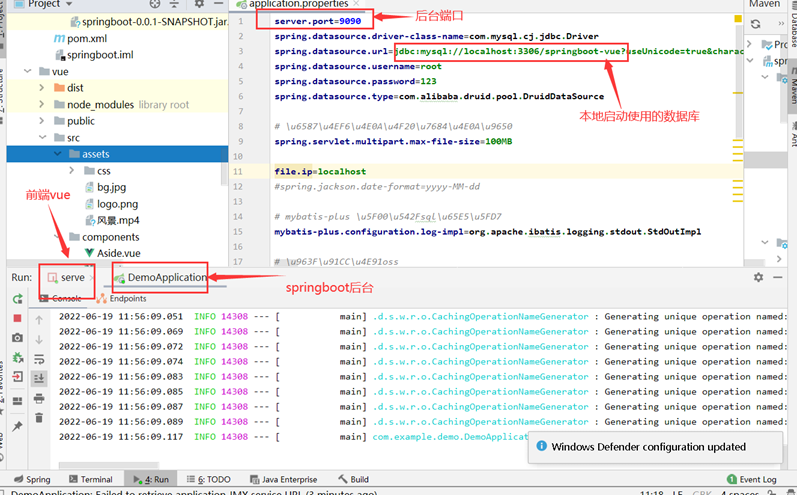 Project
springboot-0.0.1-SNAPSHOT.jar.
pom.xml
springboot.iml
vue
dist
node_modules library root
public
src
assets
css
bg.jpg
logo.png
风景.mp4
components
Aside.vue
前端vue
application.properties
1 server.port=9090
后台端口
2 spring.datasource.driver-class-name=com.mysql.cj.jdbc.Driver
3 spring.datasource.url=jdbc:mysql://localhost:3306/springboot-vue?useUnicode=true&charac
4 spring.datasource.username=root
5 spring.datasource.password=123
6 spring.datasource.type=com.alibaba.druid.pool.DruidDataSource
本地启动使用的数据库
7
8 # \u6587\u4EF6\u4E0A\u4F20\u7684\u4E0A\u9650
9 spring.servlet.multipart.max-file-size=100MB
10
11 file.ip=localhost
12 #spring.jackson.date-format=yyyy-MM-dd
13
14 # mybatis-plus \u5F00\u542Fsql\u65E5\u5FD7
15 mybatis-plus.configuration.log-impl=org.apache.ibatis.logging.stdout.StdOutImpl
16
17 # \u963F\u91CC\u4E91oss
Maven
Database
Maven
Ant
Run:
serve
DemoApplication
springboot后台
Console
Endpoints
2022-06-19 11:56:09.051 INFO 14308 --- [ main] .d.s.w.r.o.CachingOperationNameGenerator : Generating unique operation named:
2022-06-19 11:56:09.069 INFO 14308 --- [ main] .d.s.w.r.o.CachingOperationNameGenerator : Generating unique operation named:
2022-06-19 11:56:09.072 INFO 14308 --- [ main] .d.s.w.r.o.CachingOperationNameGenerator : Generating unique operation named:
2022-06-19 11:56:09.074 INFO 14308 --- [ main] .d.s.w.r.o.CachingOperationNameGenerator : Generating unique operation named:
2022-06-19 11:56:09.083 INFO 14308 --- [ main] .d.s.w.r.o.CachingOperationNameGenerator : Generating unique operation named:
2022-06-19 11:56:09.085 INFO 14308 --- [ main] .d.s.w.r.o.CachingOperationNameGenerator : Generating unique operation named:
2022-06-19 11:56:09.087 INFO 14308 --- [ main] .d.s.w.r.o.CachingOperationNameGenerator : Generating unique operation named:
2022-06-19 11:56:09.089 INFO 14308 --- [ main] .d.s.w.r.o.CachingOperationNameGenerator : Generating unique operation named:
2022-06-19 11:56:09.117 INFO 14308 --- [ main] com.example.demo.DemoApplicat
Windows Defender configuration updated
Spring
Terminal
4: Run
6: TODO
Java Enterprise
Build
1 Event Log
DemoApplication: Failed to retrieve application JMX service URL (3 minutes ago)
11:18 LF GBK 4 spaces